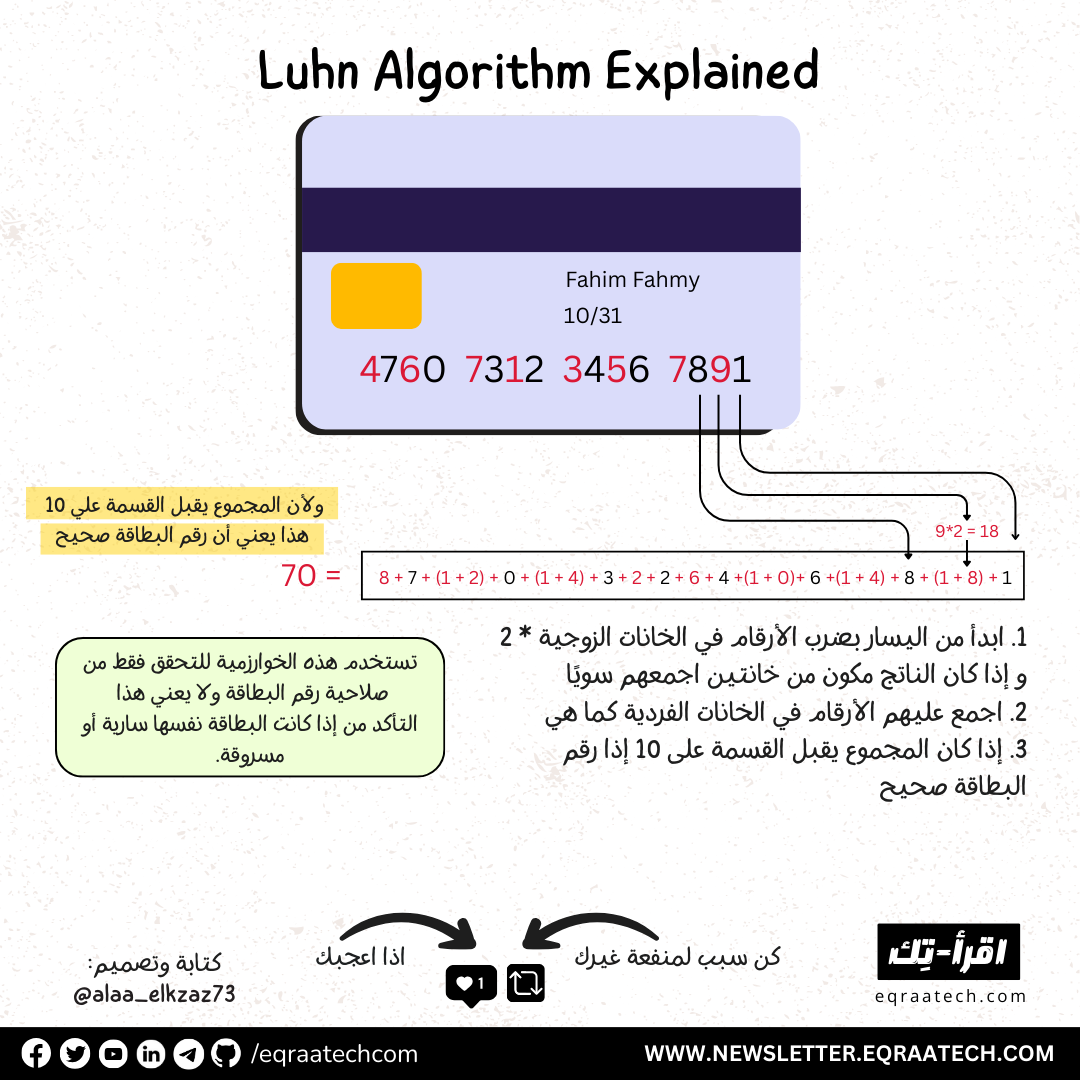 Luhn Algorithm Explained
Fahim Fahmy
10/31
4760 7312 3456 7891
ولأن المجموع يقبل القسمة علي 10
هذا يعني أن رقم البطاقة صحيح
9*2 = 18
70 =
8 + 7 + (1 + 2) + 0 + (1 + 4) + 3 + 2 + 2 + 6 + 4 +(1 + 0)+ 6 +(1 + 4) + 8 + (1 + 8) + 1
1. ابدأ من اليسار بضرب الأرقام في الخانات الزوجية * 2
و إذا كان الناتج مكون من خانتين اجمعهم سويًا
2. اجمع عليهم الأرقام في الخانات الفردية كما هي
3. إذا كان المجموع يقبل القسمة على 10 إذا رقم
البطاقة صحيح
تستخدم هذه الخوارزمية للتحقق فقط من
صلاحية رقم البطاقة ولا يعني هذا
التأكد من إذا كانت البطاقة نفسها سارية أو
مسروقة.
كن سبب لمنفعة غيرك
اذا اعجبك
1
كتابة وتصميم:
@alaa_elkzaz73
اقرأ-تِك
eqraatech.com
/eqraatechcom
WWW.NEWSLETTER.EQRAATECH.COM